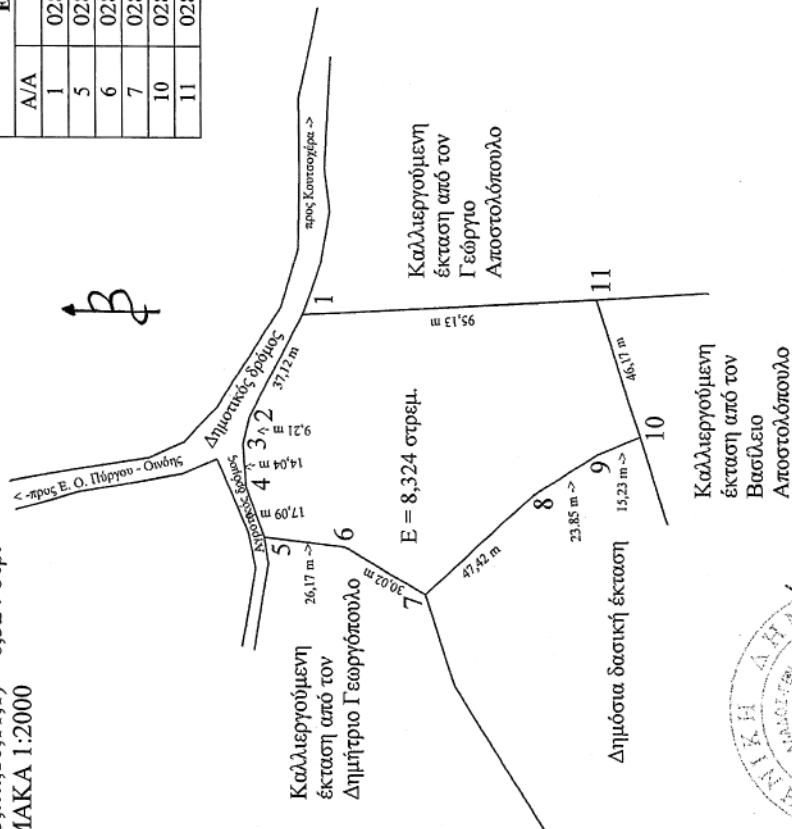 ΜΑΚΑ 1:2000
Α/Α
1
5
6
7
10
11
<-προς Ε. Ο. Πύργου - Οινόης
Δημοτικός δρόμος
προς Κουτσοχέρα ->
Αγροτικός δρόμος
Β
1
2
3
4
5
6
7
8
9
10
11
37,12 m
9,21 m ->
14,04 m ->
17,09 m
26,17 m ->
30,02 m
47,42 m
23,85 m ->
15,23 m ->
46,17 m
95,13 m
Ε = 8,324 στρεμ.
Καλλιεργούμενη
έκταση από τον
Γεώργιο
Αποστολόπουλο
Καλλιεργούμενη
έκταση από τον
Δημήτριο Γεωργόπουλο
Δημόσια δασική έκταση
Καλλιεργούμενη
έκταση από τον
Βασίλειο
Αποστολόπουλο